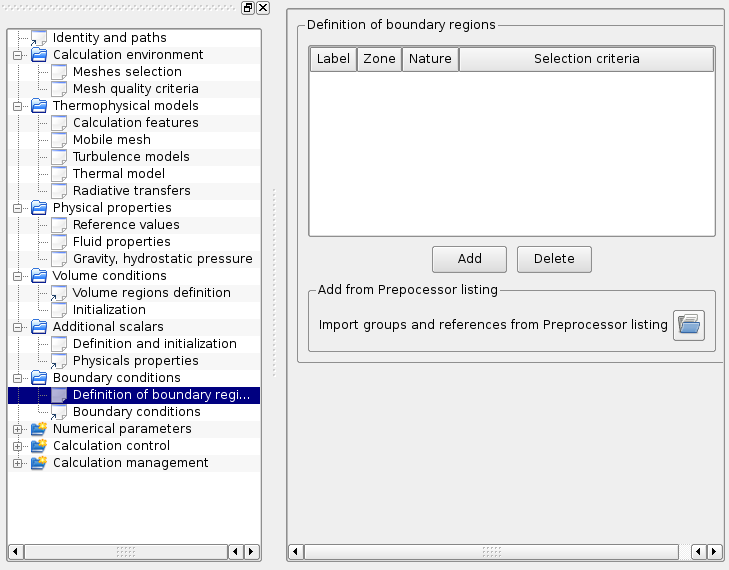 Identity and paths
Calculation environment
Meshes selection
Mesh quality criteria
Thermophysical models
Calculation features
Mobile mesh
Turbulence models
Thermal model
Radiative transfers
Physical properties
Reference values
Fluid properties
Gravity, hydrostatic pressure
Volume conditions
Volume regions definition
Initialization
Additional scalars
Definition and initialization
Physicals properties
Boundary conditions
Definition of boundary regi...
Boundary conditions
Numerical parameters
Calculation control
Calculation management
Definition of boundary regions
Label Zone Nature Selection criteria
Add Delete
Add from Prepocessor listing
Import groups and references from Preprocessor listing